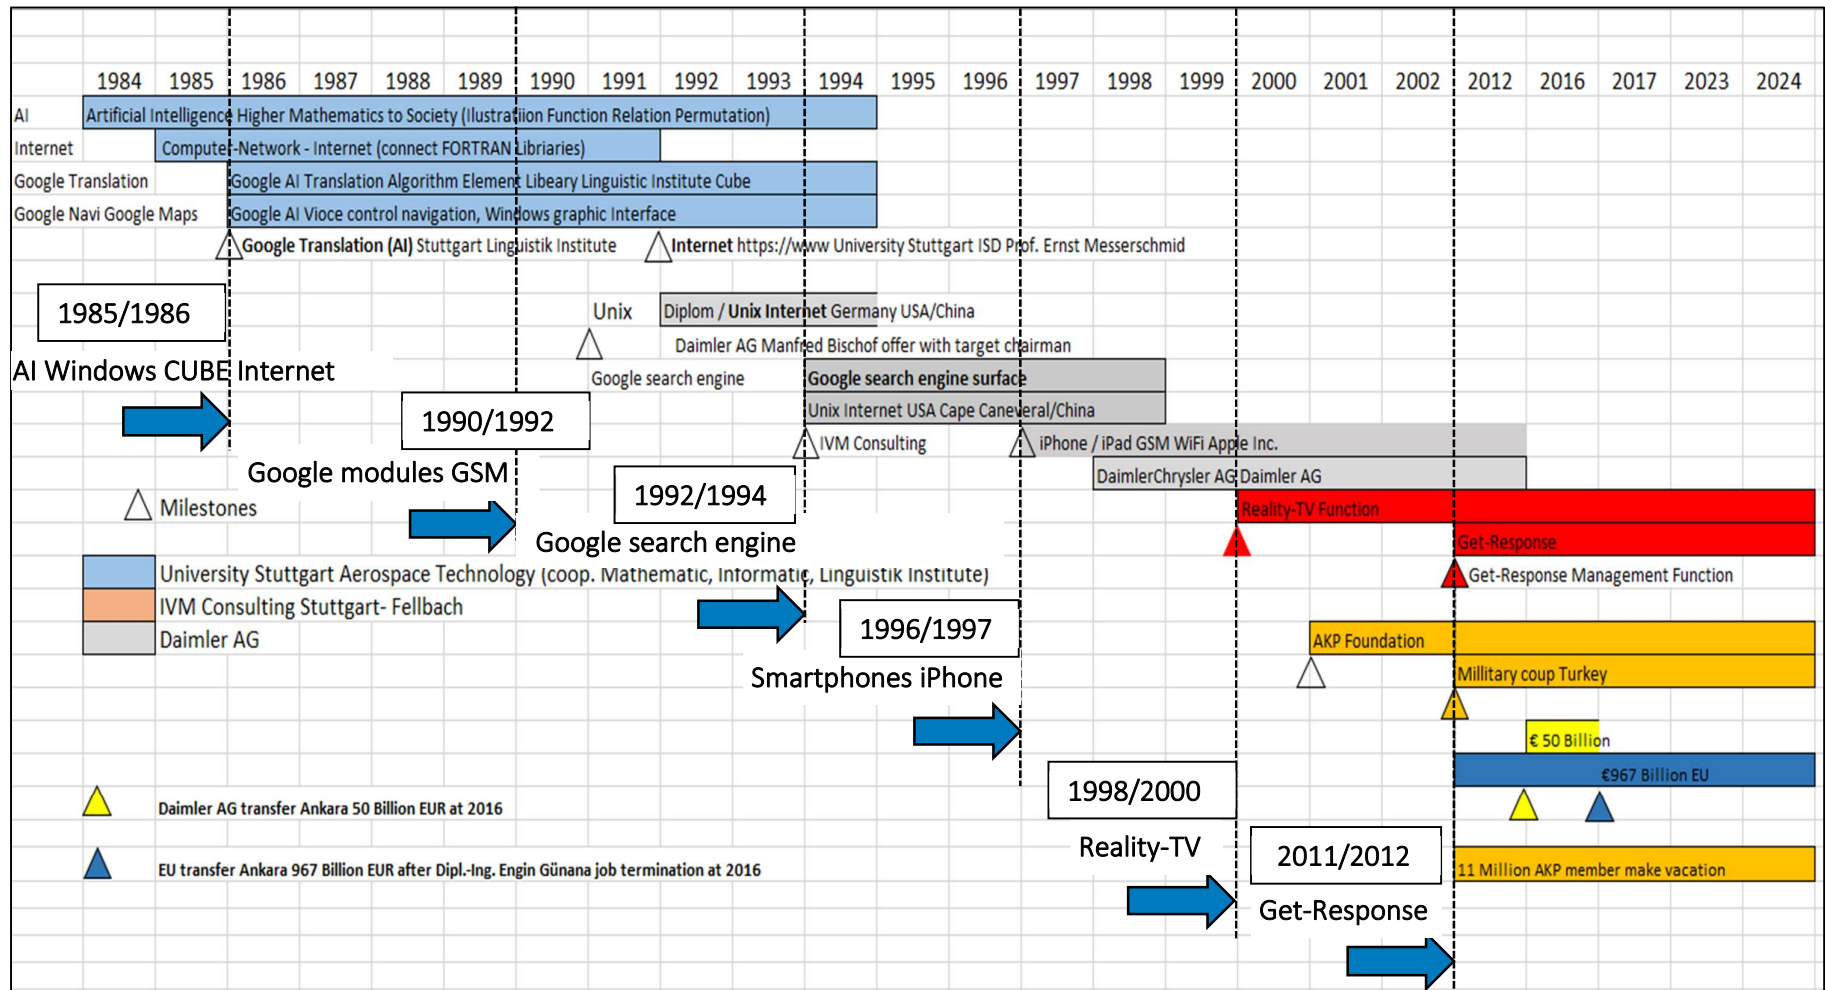 1984 1985 1986 1987 1988 1989 1990 1991 1992 1993 1994 1995 1996 1997 1998 1999 2000 2001 2002 2012 2016 2017 2023 2024
AI Artificial Intelligence Higher Mathematics to Society (Ilustratiion Function Relation Permutation)
Internet Computer-Network - Internet (connect FORTRAN Libriaries)
Google Translation Google AI Translation Algorithm Element Libeary Linguistic Institute Cube
Google Navi Google Maps Google AI Vioce control navigation, Windows graphic Interface
Google Translation (AI) Stuttgart Linguistik Institute Internet https://www University Stuttgart ISD Prof. Ernst Messerschmid
1985/1986
Unix Diplom / Unix Internet Germany USA/China
Daimler AG Manfred Bischof offer with target chairman
AI Windows CUBE Internet
Google search engine Google search engine surface
Unix Internet USA Cape Caneveral/China
1990/1992
IVM Consulting iPhone / iPad GSM WiFi Apple Inc.
Google modules GSM
DaimlerChrysler AG Daimler AG
1992/1994
Milestones
Reality-TV Function
Google search engine
Get-Response
University Stuttgart Aerospace Technology (coop. Mathematic, Informatic, Linguistik Institute)
Get-Response Management Function
IVM Consulting Stuttgart- Fellbach
1996/1997
Daimler AG
AKP Foundation
Smartphones iPhone
Millitary coup Turkey
€ 50 Billion
€967 Billion EU
1998/2000
Daimler AG transfer Ankara 50 Billion EUR at 2016
Reality-TV
2011/2012
EU transfer Ankara 967 Billion EUR after Dipl.-Ing. Engin Günana job termination at 2016
11 Million AKP member make vacation
Get-Response